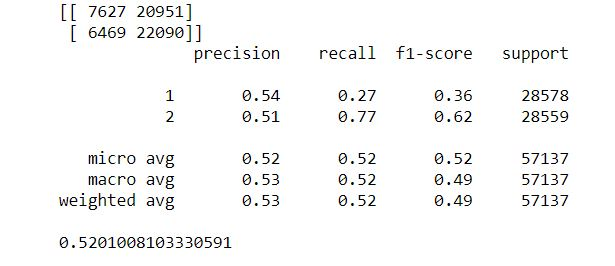 [[ 7627 20951]
 [ 6469 22090]]
              precision    recall  f1-score   support

           1       0.54      0.27      0.36     28578
           2       0.51      0.77      0.62     28559

   micro avg       0.52      0.52      0.52     57137
   macro avg       0.53      0.52      0.49     57137
weighted avg       0.53      0.52      0.49     57137

0.5201008103330591